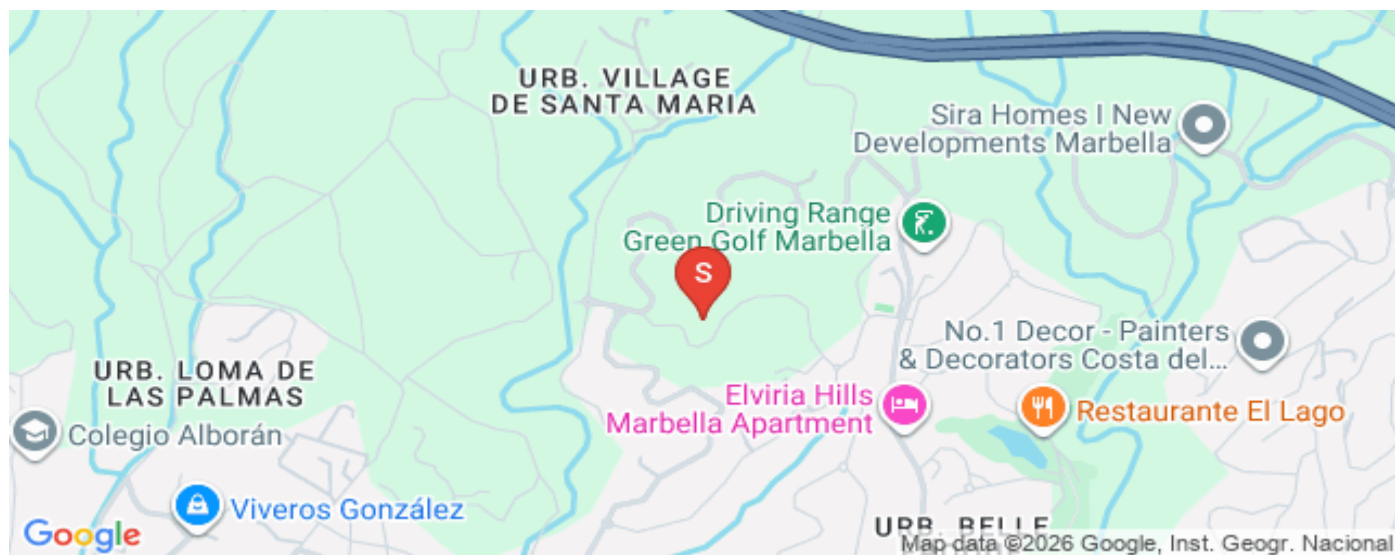 URB. VILLAGE
DE SANTA MARIA
Sira Homes I New
Developments Marbella
Driving Range
Green Golf Marbella
S
No.1 Decor - Painters
& Decorators Costa del...
URB. LOMA DE
LAS PALMAS
Elviria Hills
Marbella Apartment
Restaurante El Lago
Colegio Alborán
Viveros González
URB. BELLE
Google
Map data ©2026 Google, Inst. Geogr. Nacional